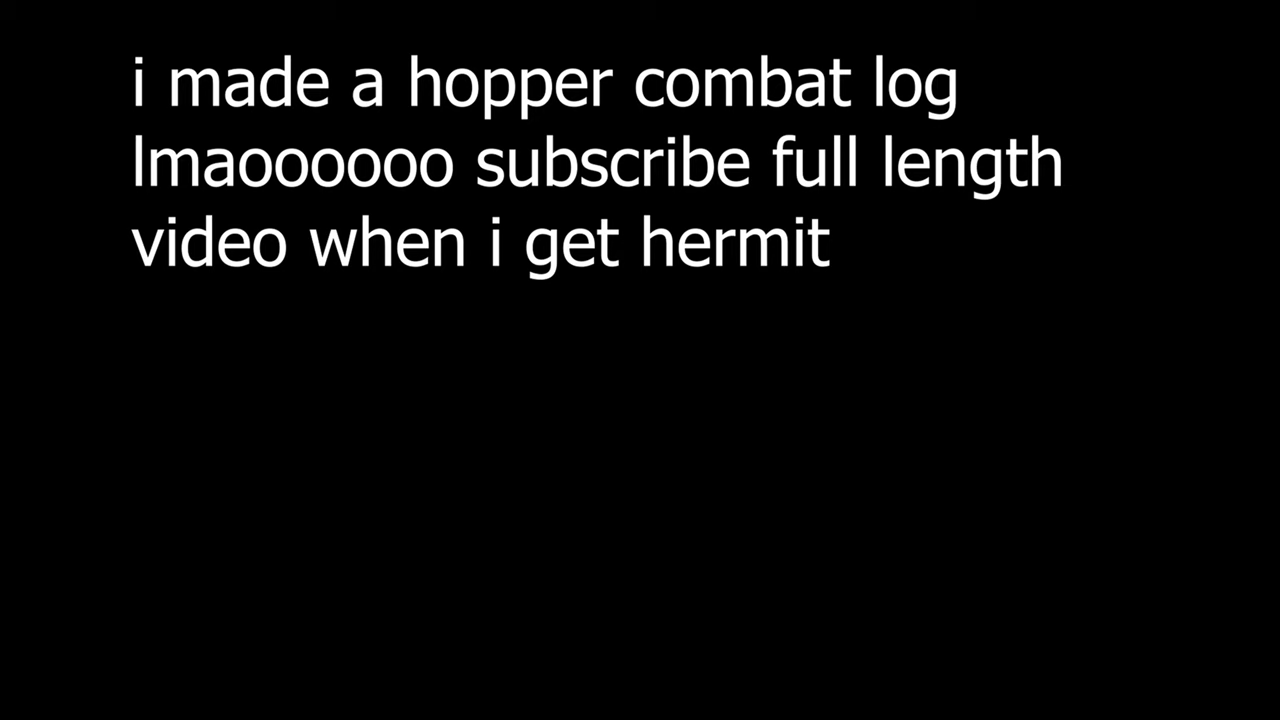 i made a hopper combat log
lmaoooooo subscribe full length
video when i get hermit